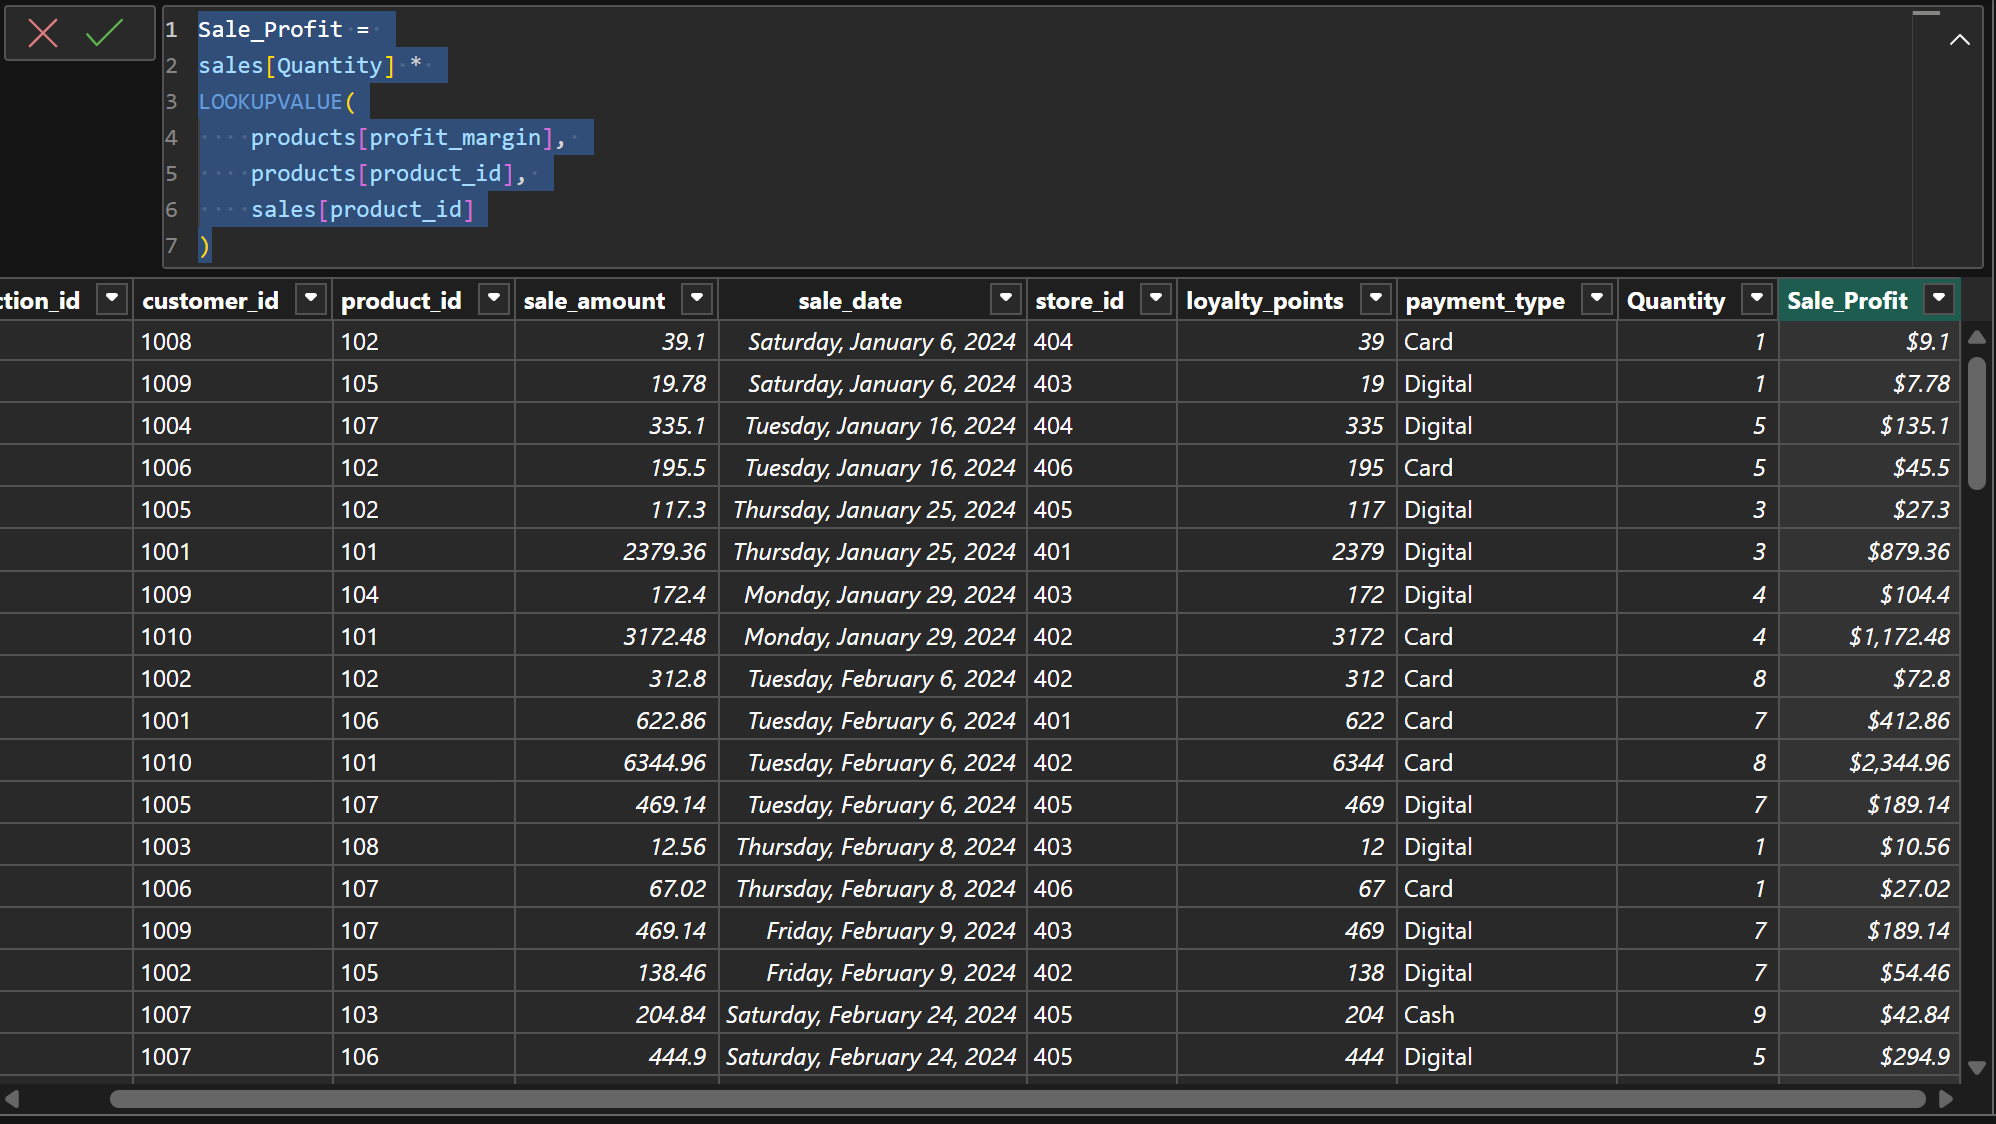 1 Sale_Profit =
2 sales[Quantity] *
3 LOOKUPVALUE(
4 products[profit_margin],
5 products[product_id],
6 sales[product_id]
7 )
ction_id customer_id product_id sale_amount sale_date store_id loyalty_points payment_type Quantity Sale_Profit
1008 102 39.1 Saturday, January 6, 2024 404 39 Card 1 $9.1
1009 105 19.78 Saturday, January 6, 2024 403 19 Digital 1 $7.78
1004 107 335.1 Tuesday, January 16, 2024 404 335 Digital 5 $135.1
1006 102 195.5 Tuesday, January 16, 2024 406 195 Card 5 $45.5
1005 102 117.3 Thursday, January 25, 2024 405 117 Digital 3 $27.3
1001 101 2379.36 Thursday, January 25, 2024 401 2379 Digital 3 $879.36
1009 104 172.4 Monday, January 29, 2024 403 172 Digital 4 $104.4
1010 101 3172.48 Monday, January 29, 2024 402 3172 Card 4 $1,172.48
1002 102 312.8 Tuesday, February 6, 2024 402 312 Card 8 $72.8
1001 106 622.86 Tuesday, February 6, 2024 401 622 Card 7 $412.86
1010 101 6344.96 Tuesday, February 6, 2024 402 6344 Card 8 $2,344.96
1005 107 469.14 Tuesday, February 6, 2024 405 469 Digital 7 $189.14
1003 108 12.56 Thursday, February 8, 2024 403 12 Digital 1 $10.56
1006 107 67.02 Thursday, February 8, 2024 406 67 Card 1 $27.02
1009 107 469.14 Friday, February 9, 2024 403 469 Digital 7 $189.14
1002 105 138.46 Friday, February 9, 2024 402 138 Digital 7 $54.46
1007 103 204.84 Saturday, February 24, 2024 405 204 Cash 9 $42.84
1007 106 444.9 Saturday, February 24, 2024 405 444 Digital 5 $294.9